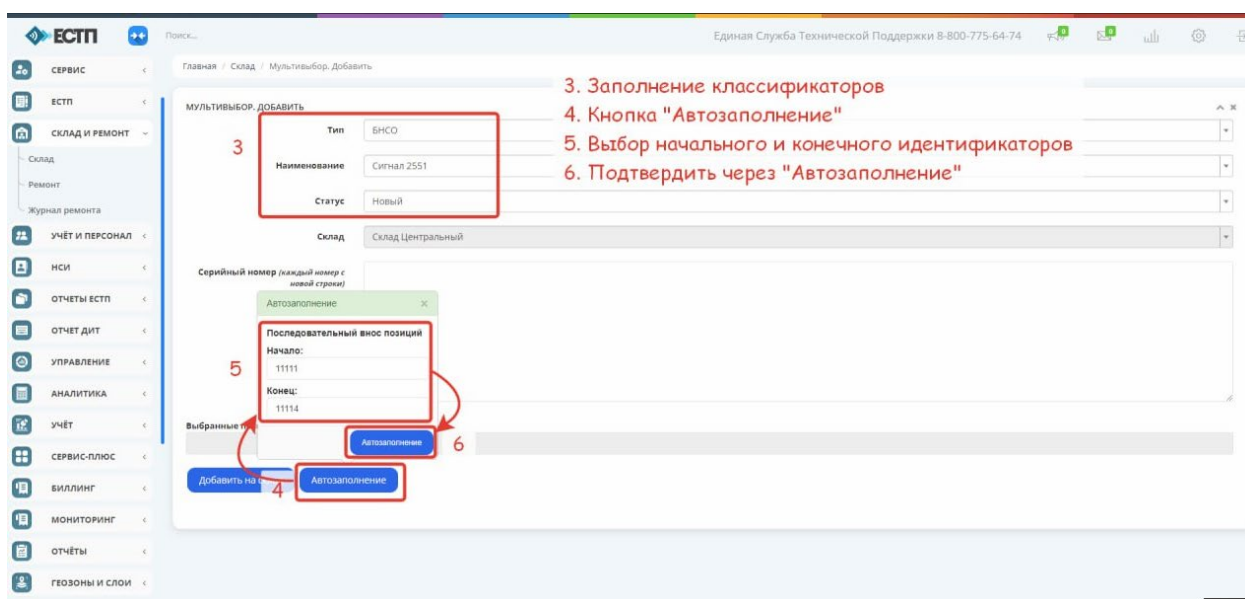 ЕСТП
Поиск...
Единая Служба Технической Поддержки 8-800-775-64-74
0
0
СЕРВИС
ЕСТП
СКЛАД И РЕМОНТ
Склад
Ремонт
Журнал ремонта
УЧЁТ И ПЕРСОНАЛ
НСИ
ОТЧЕТЫ ЕСТП
ОТЧЕТ ДИТ
УПРАВЛЕНИЕ
АНАЛИТИКА
УЧЁТ
СЕРВИС-ПЛЮС
БИЛЛИНГ
МОНИТОРИНГ
ОТЧЁТЫ
ГЕОЗОНЫ И СЛОИ
Главная / Склад / Мультивыбор. Добавить
3. Заполнение классификаторов
4. Кнопка "Автозаполнение"
5. Выбор начального и конечного идентификаторов
6. Подтвердить через "Автозаполнение"
МУЛЬТИВЫБОР. ДОБАВИТЬ
3
Тип БНСО
Наименование Сигнал 2551
Статус Новый
Склад Склад Центральный
Серийный номер (каждый номер с
новой строки)
Автозаполнение ×
Последовательный внос позиций
Начало:
11111
5
Конец:
11114
Выбранные
Автозаполнение
6
Добавить на
4
Автозаполнение